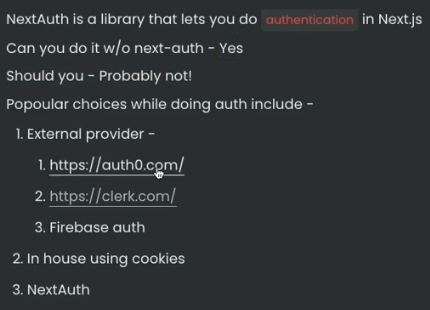 NextAuth is a library that lets you do authentication in Next.js
Can you do it w/o next-auth - Yes
Should you - Probably not!
Popoular choices while doing auth include -
1. External provider -
1. https://auth0.com/
2. https://clerk.com/
3. Firebase auth
2. In house using cookies
3. NextAuth